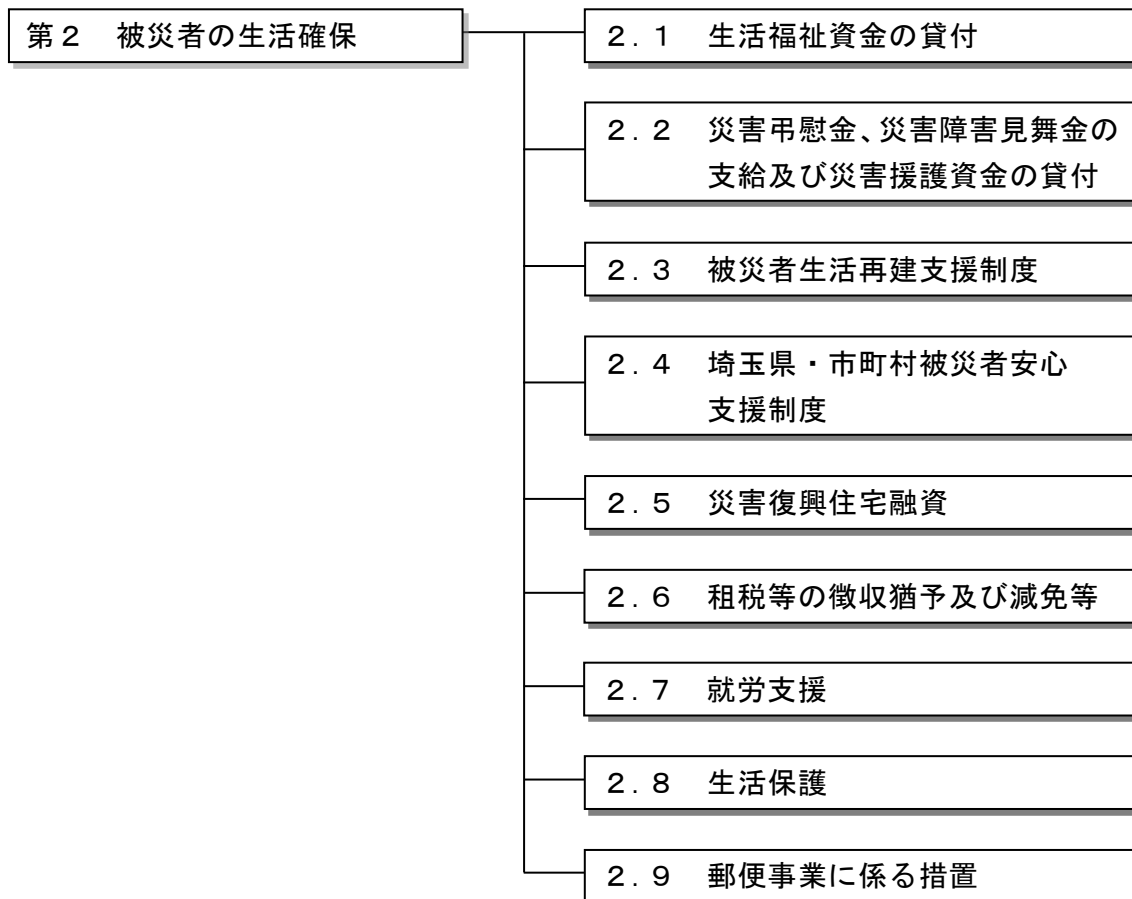 第2　被災者の生活確保
2.1　生活福祉資金の貸付
2.2　災害弔慰金、災害障害見舞金の
支給及び災害援護資金の貸付
2.3　被災者生活再建支援制度
2.4　埼玉県・市町村被災者安心
支援制度
2.5　災害復興住宅融資
2.6　租税等の徴収猶予及び減免等
2.7　就労支援
2.8　生活保護
2.9　郵便事業に係る措置